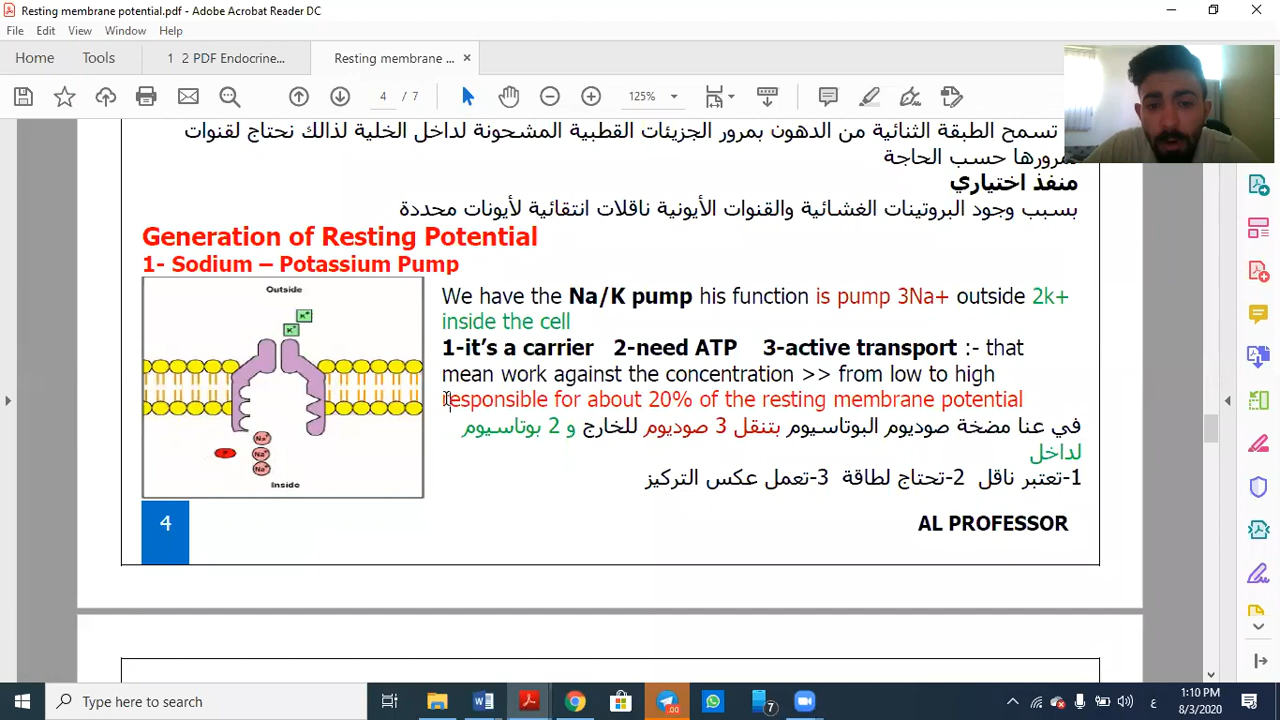 Resting membrane potential.pdf - Adobe Acrobat Reader DC
File Edit View Window Help
Home Tools 1 2 PDF Endocrine... Resting membrane ... ×
4 / 7 125%
تسمح الطبقة الثنائية من الدهون بمرور الجزيئات القطبية المشحونة لداخل الخلية لذالك نحتاج لقنوات
مرورها حسب الحاجة
منفذ اختياري
بسبب وجود البروتينات الغشائية والقنوات الأيونية ناقلات انتقائية لأيونات محددة
Generation of Resting Potential
1- Sodium – Potassium Pump
Outside
K+
K+
Na+
Na+
Na+
P
Inside
We have the Na/K pump his function is pump 3Na+ outside 2k+
inside the cell
1-it's a carrier 2-need ATP 3-active transport :- that
mean work against the concentration >> from low to high
responsible for about 20% of the resting membrane potential
في عنا مضخة صوديوم البوتاسيوم بتنقل 3 صوديوم للخارج و 2 بوتاسيوم
لداخل
1-تعتبر ناقل 2-تحتاج لطاقة 3-تعمل عكس التركيز
4
AL PROFESSOR
Type here to search
7
ع
1:10 PM
8/3/2020